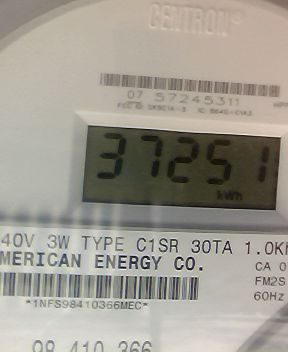 CENTRON®
07 57245311
37251
kWh
40V 3W TYPE C1SR 30TA 1.0K
MERICAN ENERGY CO.
CA 0
FM2S
60Hz
*1NFS98410366MEC*
98 410 366